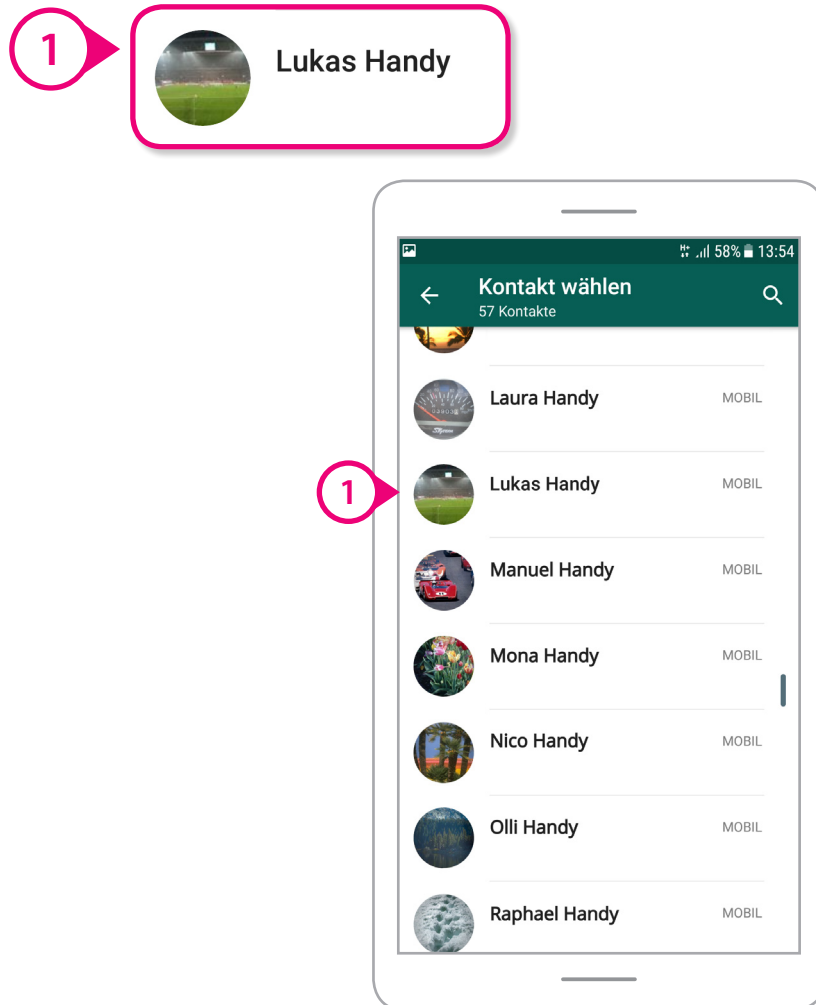 1
Lukas Handy
58% 13:54
Kontakt wählen
57 Kontakte
Laura Handy MOBIL
1
Lukas Handy MOBIL
Manuel Handy MOBIL
Mona Handy MOBIL
Nico Handy MOBIL
Olli Handy MOBIL
Raphael Handy MOBIL